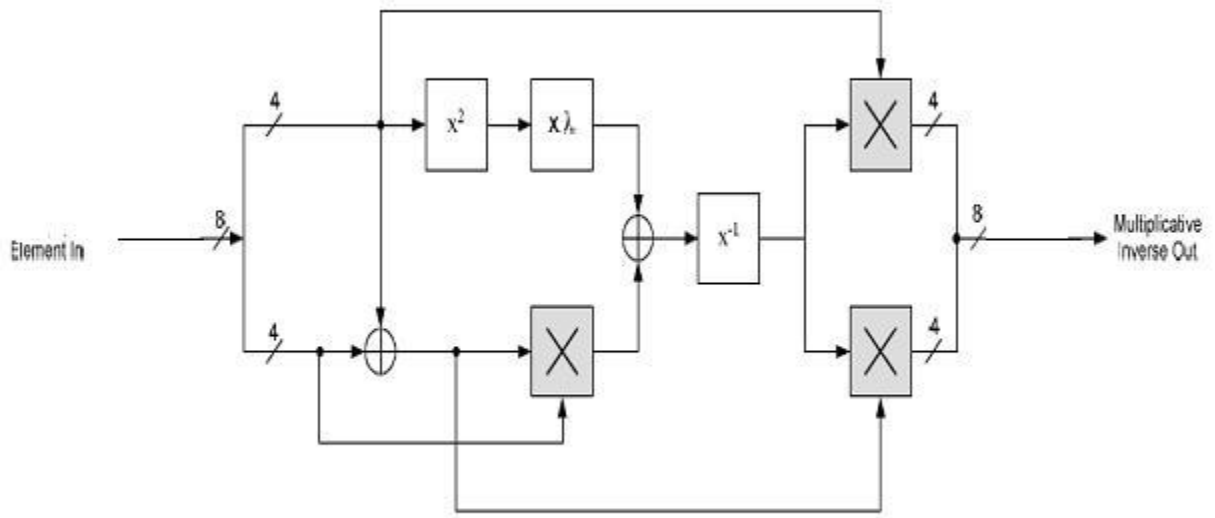 4
x²
x λ
4
8
8
Element In
x⁻¹
Multiplicative
Inverse Out
4
4